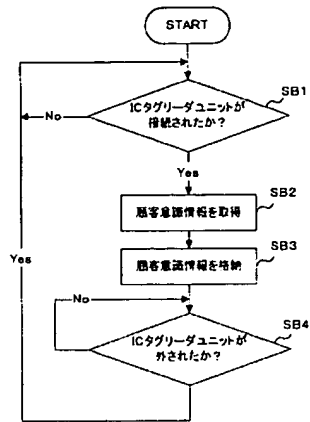 START
ICタグリーダユニットが
接続されたか?
SB1
No
Yes
SB2
顧客意識情報を取得
SB3
顧客意識情報を格納
Yes
No
SB4
ICタグリーダユニットが
外されたか?